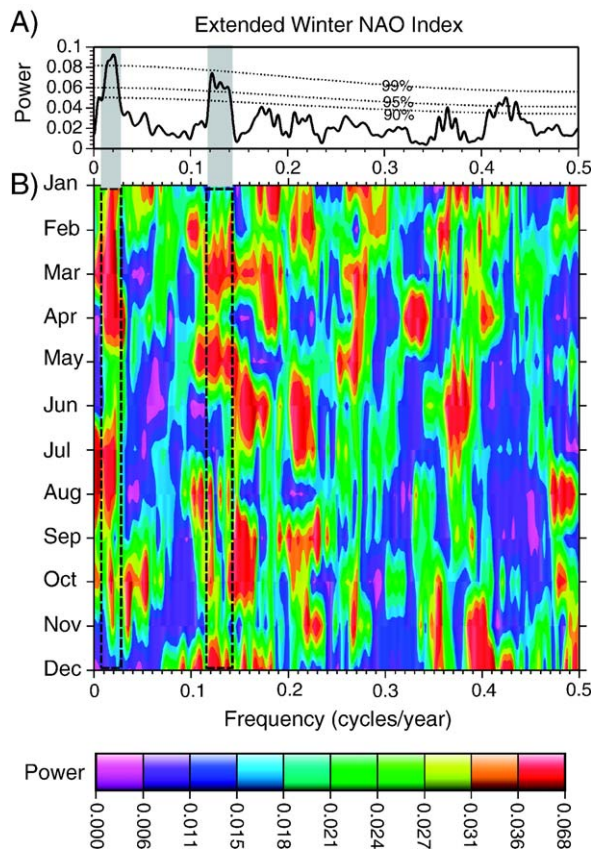 A) Extended Winter NAO Index
0.1
0.08
0.06
0.04
0.02
0
Power
99%
95%
90%
0 0.1 0.2 0.3 0.4 0.5
B)
Jan
Feb
Mar
Apr
May
Jun
Jul
Aug
Sep
Oct
Nov
Dec
0 0.1 0.2 0.3 0.4 0.5
Frequency (cycles/year)
Power
0.000 0.006 0.011 0.015 0.018 0.021 0.024 0.027 0.031 0.036 0.068